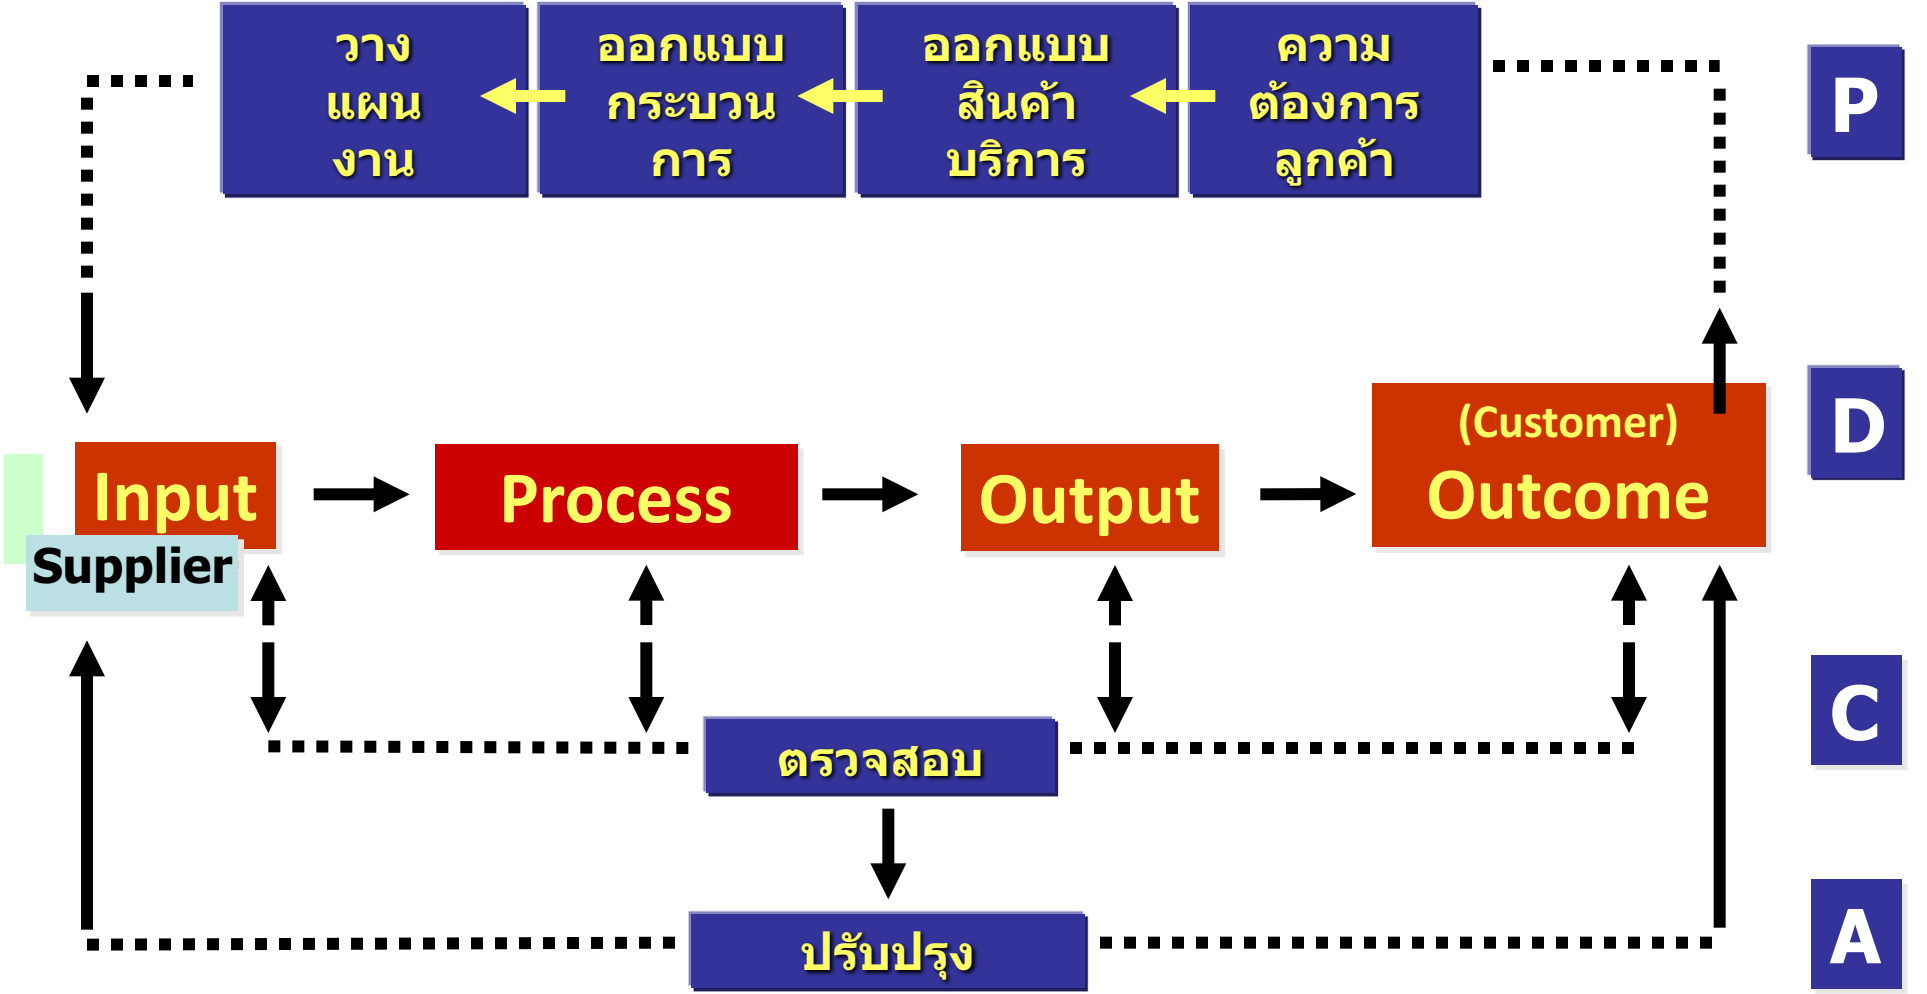 วาง
แผน
งาน
ออกแบบ
กระบวน
การ
ออกแบบ
สินค้า
บริการ
ความ
ต้องการ
ลูกค้า
P
Input
Supplier
Process
Output
(Customer)
Outcome
D
ตรวจสอบ
C
ปรับปรุง
A